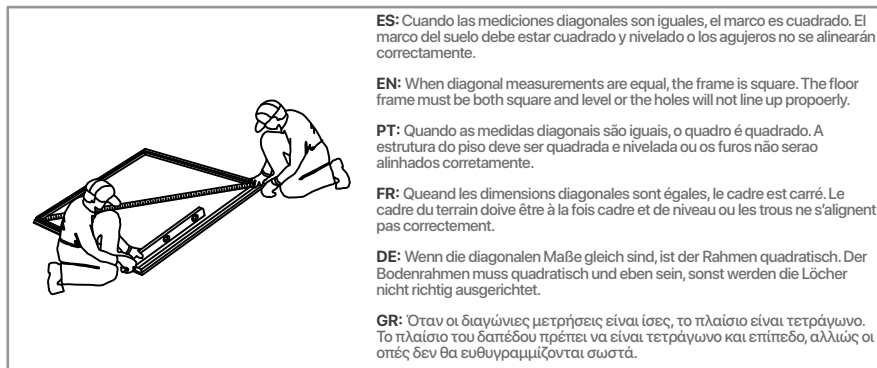 ES: Cuando las mediciones diagonales son iguales, el marco es cuadrado. El
marco del suelo debe estar cuadrado y nivelado o los agujeros no se alinearán
correctamente.
EN: When diagonal measurements are equal, the frame is square. The floor
frame must be both square and level or the holes will not line up propoerly.
PT: Quando as medidas diagonais são iguais, o quadro é quadrado. A
estrutura do piso deve ser quadrada e nivelada ou os furos não serao
alinhados corretamente.
FR: Queand les dimensions diagonales sont égales, le cadre est carré. Le
cadre du terrain doive être à la fois cadre et de niveau ou les trous ne s'alignent
pas correctement.
DE: Wenn die diagonalen Maße gleich sind, ist der Rahmen quadratisch. Der
Bodenrahmen muss quadratisch und eben sein, sonst werden die Löcher
nicht richtig ausgerichtet.
GR: Όταν οι διαγώνιες μετρήσεις είναι ίσες, το πλαίσιο είναι τετράγωνο.
Το πλαίσιο του δαπέδου πρέπει να είναι τετράγωνο και επίπεδο, αλλιώς οι
οπές δεν θα ευθυγραμμίζονται σωστά.